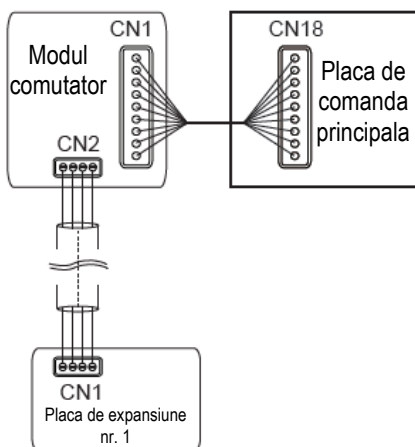 CN1
Modul
comutator
CN2
CN18
Placa de
comanda
principala
CN1
Placa de expansiune
nr. 1